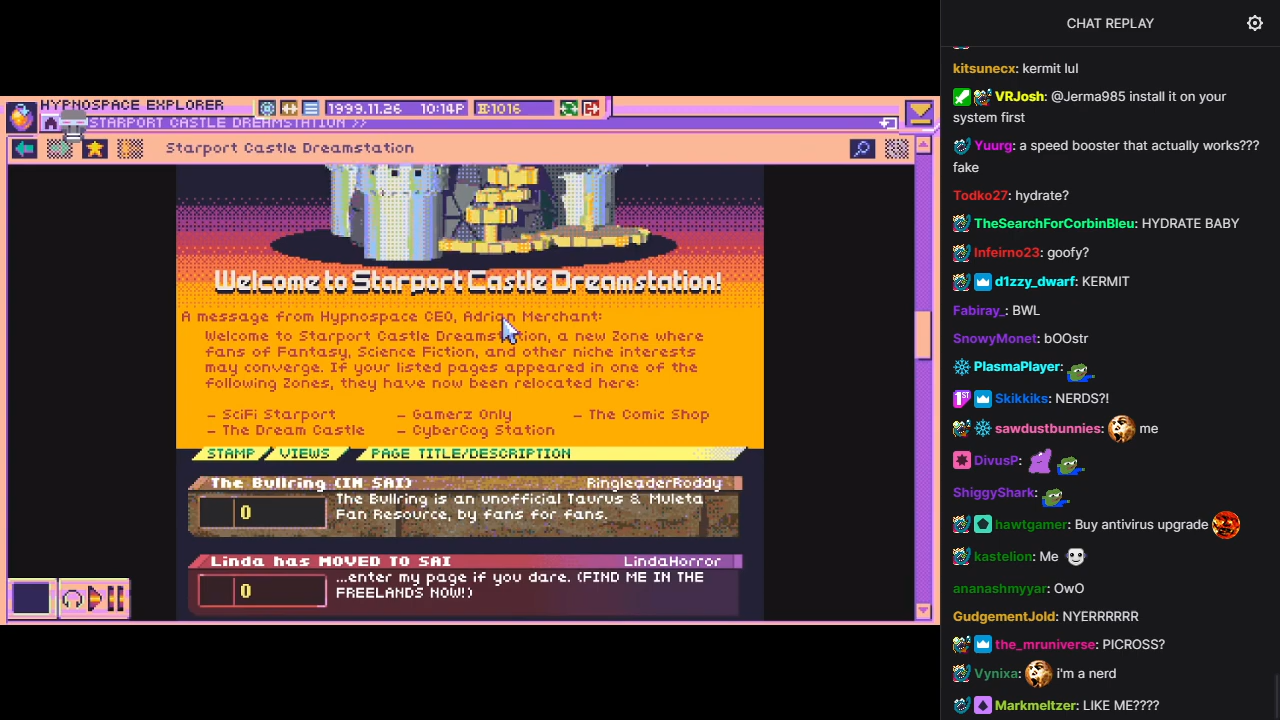 HYPNOSPACE EXPLORER
1999.11.26 10:14P
1016
STARPORT CASTLE DREAMSTATION >>
Starport Castle Dreamstation
Welcome to Starport Castle Dreamstation!
A message from Hypnospace CEO, Adrian Merchant:
Welcome to Starport Castle Dreamstation, a new Zone where
fans of Fantasy, Science Fiction, and other niche interests
may converge. If your listed pages appeared in one of the
following Zones, they have now been relocated here:
- SciFi Starport - Gamerz Only - The Comic Shop
- The Dream Castle - CyberCog Station
STAMP VIEWS PAGE TITLE/DESCRIPTION
The Bullring (IN SAI) RingleaderRoddy
0 The Bullring is an unofficial Taurus & Muleta
Fan Resource, by fans for fans.
Linda has MOVED TO SAI LindaHorror
0 ...enter my page if you dare. (FIND ME IN THE
FREELANDS NOW!)
CHAT REPLAY
kitsunecx: kermit lul
VRJosh: @Jerma985 install it on your
system first
Yuurg: a speed booster that actually works???
fake
Todko27: hydrate?
TheSearchForCorbinBleu: HYDRATE BABY
Infeirno23: goofy?
d1zzy_dwarf: KERMIT
Fabiray_: BWL
SnowyMonet: bOOstr
PlasmaPlayer:
1ST Skikkiks: NERDS?!
sawdustbunnies: me
DivusP:
ShiggyShark:
hawtgamer: Buy antivirus upgrade
kastelion: Me
ananashmyyar: OwO
GudgementJold: NYERRRRRR
the_mruniverse: PICROSS?
Vynixa: i'm a nerd
Markmeltzer: LIKE ME????